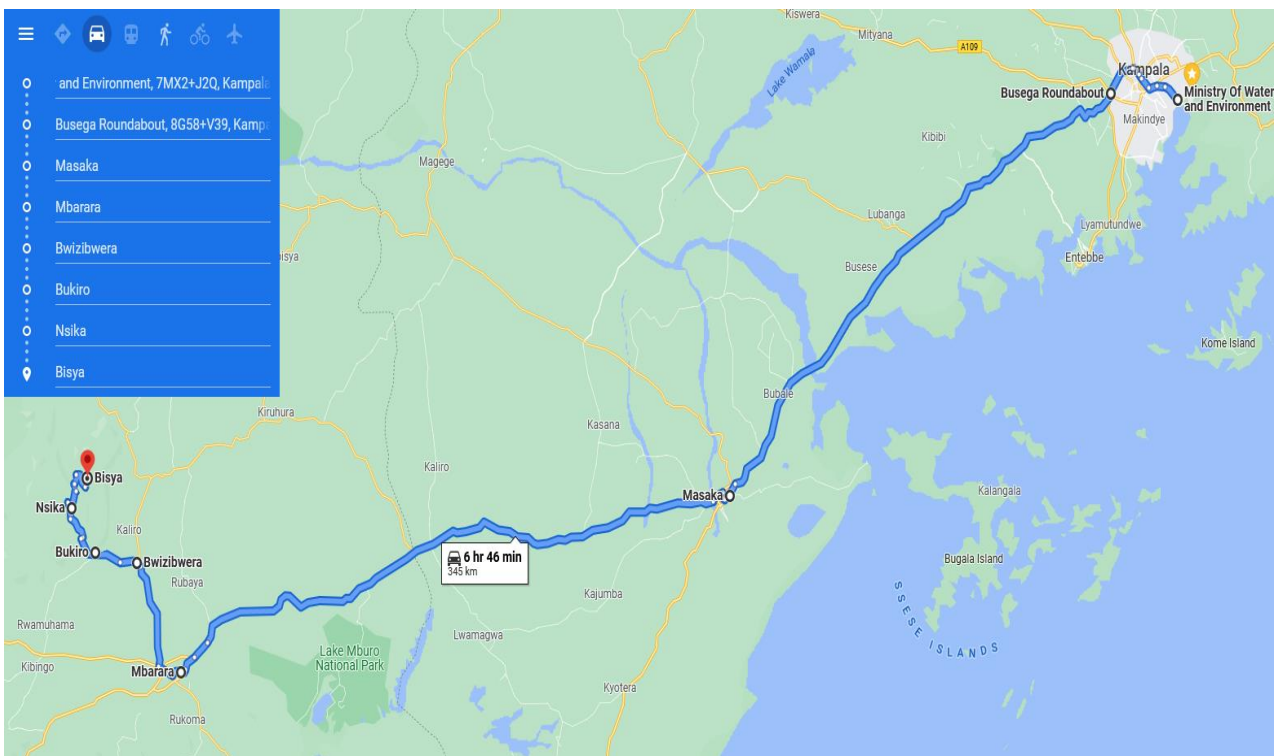 and Environment, 7MX2+J2Q, Kampala
Busega Roundabout, 8G58+V39, Kampa
Masaka
Mbarara
Bwizibwera
Bukiro
Nsika
Bisya
Kiswera
Mityana
A109
Lake Wamala
Kampala
Busega Roundabout
Ministry Of Water
and Environment
Makindye
Kibibi
Magege
Lubanga
Lyamutundwe
isya
Entebbe
Busese
Kome Island
Bubale
Kiruhura
Kasana
Kaliro
Bisya
Masaka
Kalangala
Nsika
Kaliro
Bukiro
Bwizibwera
6 hr 46 min
345 km
Bugala Island
Rubaya
Kajumba
SSESE ISLANDS
Rwamuhama
Lwamagwa
Lake Mburo
National Park
Kibingo
Mbarara
Kyotera
Rukoma